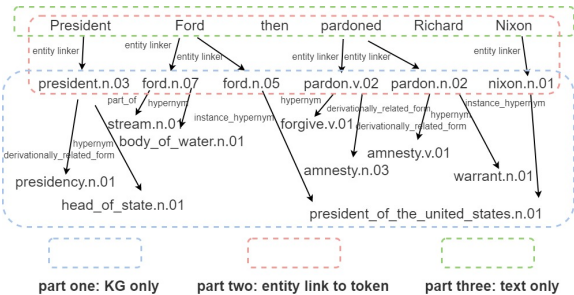 President Ford then pardoned Richard Nixon
entity linker entity linker entity linker entity linker entity linker entity linker
president.n.03 ford.n.07 ford.n.05 pardon.v.02 pardon.n.02 nixon.n.01
part_of hypernym hypernym derivationally_related_form instance_hypernym
stream.n.01 instance_hypernym forgive.v.01 derivationally_related_form hypernym
body_of_water.n.01
hypernym amnesty.v.01
derivationally_related_form amnesty.n.03
presidency.n.01 warrant.n.01
head_of_state.n.01 president_of_the_united_states.n.01
part one: KG only part two: entity link to token part three: text only